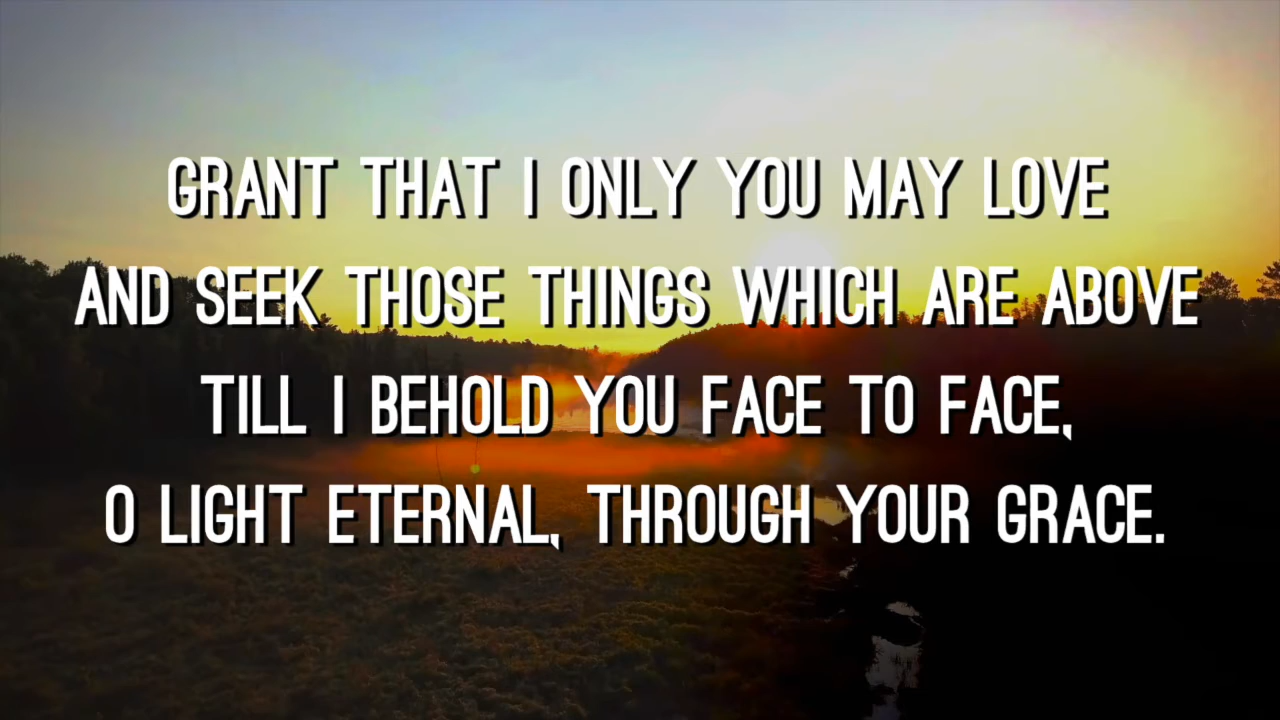 GRANT THAT I ONLY YOU MAY LOVE
AND SEEK THOSE THINGS WHICH ARE ABOVE
TILL I BEHOLD YOU FACE TO FACE,
O LIGHT ETERNAL, THROUGH YOUR GRACE.